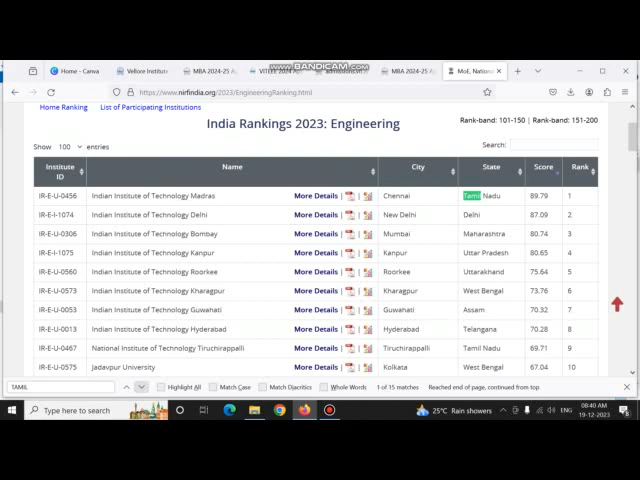 Home - Canva
Vellore Institute
MBA 2024-25 A
VITEEE 2024 Ap
MBA 2024-25 Ap
MoE, National
www.BANDICAM.com
https://www.nirfindia.org/2023/EngineeringRanking.html
Home Ranking List of Participating Institutions
India Rankings 2023: Engineering
Rank-band: 101-150 | Rank-band: 151-200
Show 100 entries
Search:
Institute ID Name City State Score Rank
IR-E-U-0456 Indian Institute of Technology Madras More Details | | Chennai Tamil Nadu 89.79 1
IR-E-I-1074 Indian Institute of Technology Delhi More Details | | New Delhi Delhi 87.09 2
IR-E-U-0306 Indian Institute of Technology Bombay More Details | | Mumbai Maharashtra 80.74 3
IR-E-I-1075 Indian Institute of Technology Kanpur More Details | | Kanpur Uttar Pradesh 80.65 4
IR-E-U-0560 Indian Institute of Technology Roorkee More Details | | Roorkee Uttarakhand 75.64 5
IR-E-U-0573 Indian Institute of Technology Kharagpur More Details | | Kharagpur West Bengal 73.76 6
IR-E-U-0053 Indian Institute of Technology Guwahati More Details | | Guwahati Assam 70.32 7
IR-E-U-0013 Indian Institute of Technology Hyderabad More Details | | Hyderabad Telangana 70.28 8
IR-E-U-0467 National Institute of Technology Tiruchirappalli More Details | | Tiruchirappalli Tamil Nadu 69.71 9
IR-E-U-0575 Jadavpur University More Details | | Kolkata West Bengal 67.04 10
TAMIL Highlight All Match Case Match Diacritics Whole Words 1 of 15 matches Reached end of page, continued from top
Type here to search
25°C Rain showers
ENG
08:40 AM
19-12-2023